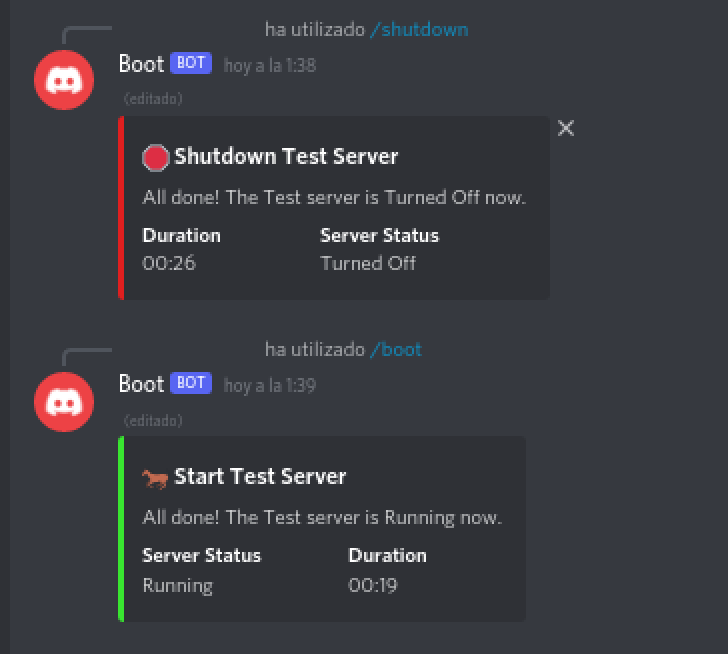 ha utilizado /shutdown
Boot BOT hoy a la 1:38
(editado)
Shutdown Test Server
All done! The Test server is Turned Off now.
Duration Server Status
00:26 Turned Off
ha utilizado /boot
Boot BOT hoy a la 1:39
(editado)
Start Test Server
All done! The Test server is Running now.
Server Status Duration
Running 00:19